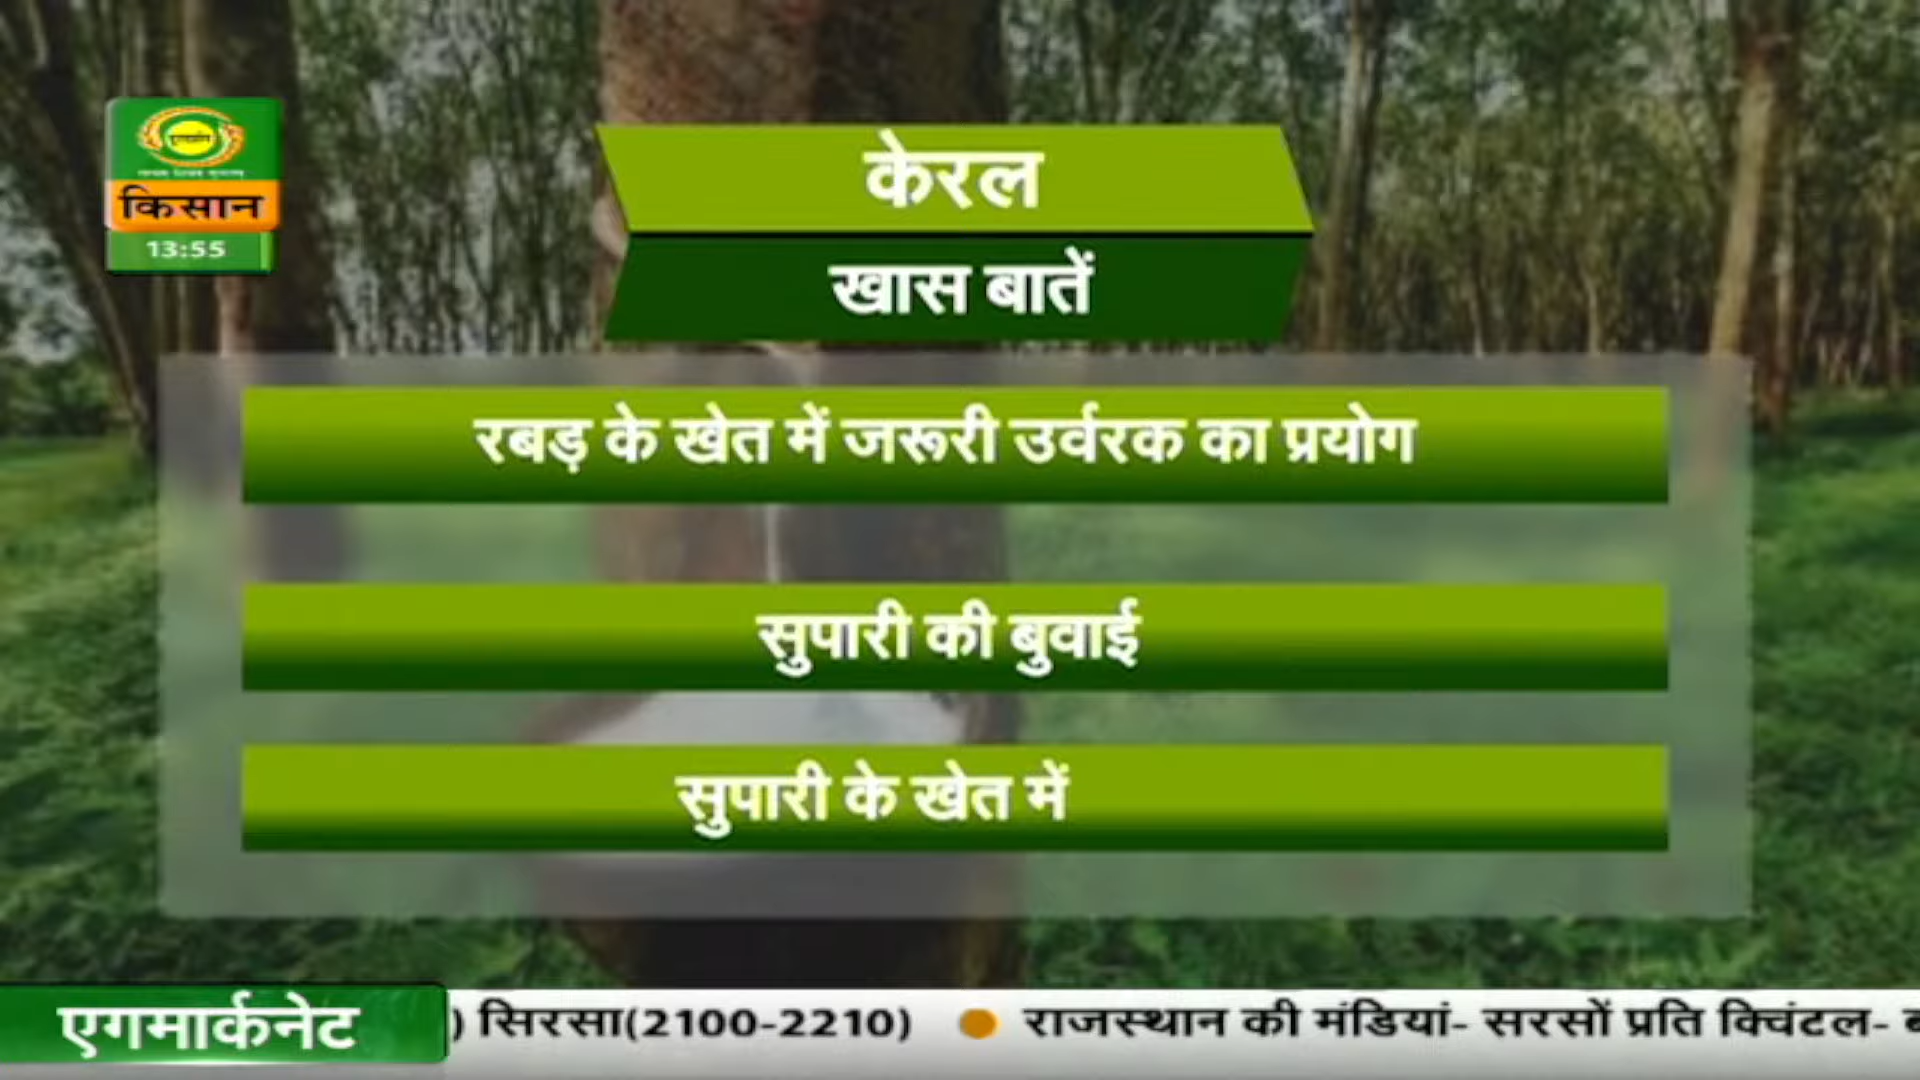 किसान
13:55
केरल
खास बातें
रबड़ के खेत में जरूरी उर्वरक का प्रयोग
सुपारी की बुवाई
सुपारी के खेत में
एगमार्कनेट
) सिरसा(2100-2210) राजस्थान की मंडियां- सरसों प्रति क्विंटल- ब